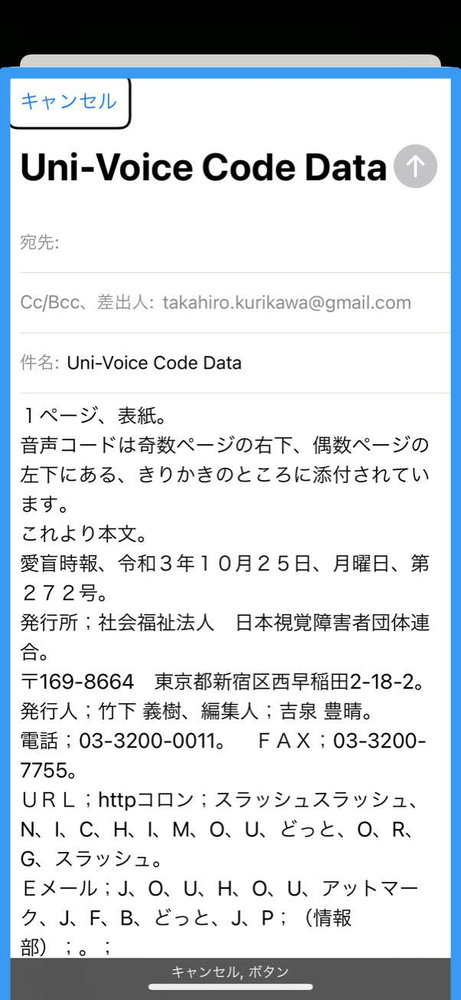 キャンセル
Uni-Voice Code Data
宛先:
Cc/Bcc、差出人: takahiro.kurikawa@gmail.com
件名: Uni-Voice Code Data
１ページ、表紙。
音声コードは奇数ページの右下、偶数ページの
左下にある、きりかきのところに添付されてい
ます。
これより本文。
愛盲時報、令和３年１０月２５日、月曜日、第
２７２号。
発行所；社会福祉法人　日本視覚障害者団体連
合。
〒169-8664　東京都新宿区西早稲田2-18-2。
発行人；竹下 義樹、編集人；吉泉 豊晴。
電話；03-3200-0011。　ＦＡＸ；03-3200-
7755。
ＵＲＬ；httpコロン；スラッシュスラッシュ、
N、I、C、H、I、M、O、U、どっと、O、R、
G、スラッシュ。
Ｅメール；J、O、U、H、O、U、アットマー
ク、J、F、B、どっと、J、P；（情報
部）；。；
キャンセル, ボタン